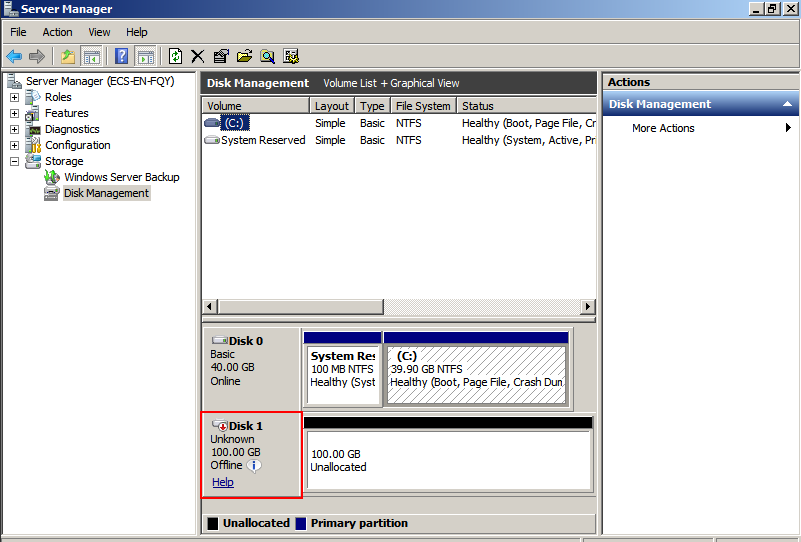 Server Manager
File Action View Help
Server Manager (ECS-EN-FQY)
Roles
Features
Diagnostics
Configuration
Storage
Windows Server Backup
Disk Management
Disk Management Volume List + Graphical View
Volume Layout Type File System Status
(C:) Simple Basic NTFS Healthy (Boot, Page File, Cr
System Reserved Simple Basic NTFS Healthy (System, Active, Pr
Disk 0
Basic
40.00 GB
Online
System Res
100 MB NTFS
Healthy (Syst
(C:)
39.90 GB NTFS
Healthy (Boot, Page File, Crash Dun
Disk 1
Unknown
100.00 GB
Offline
Help
100.00 GB
Unallocated
Unallocated Primary partition
Actions
Disk Management
More Actions